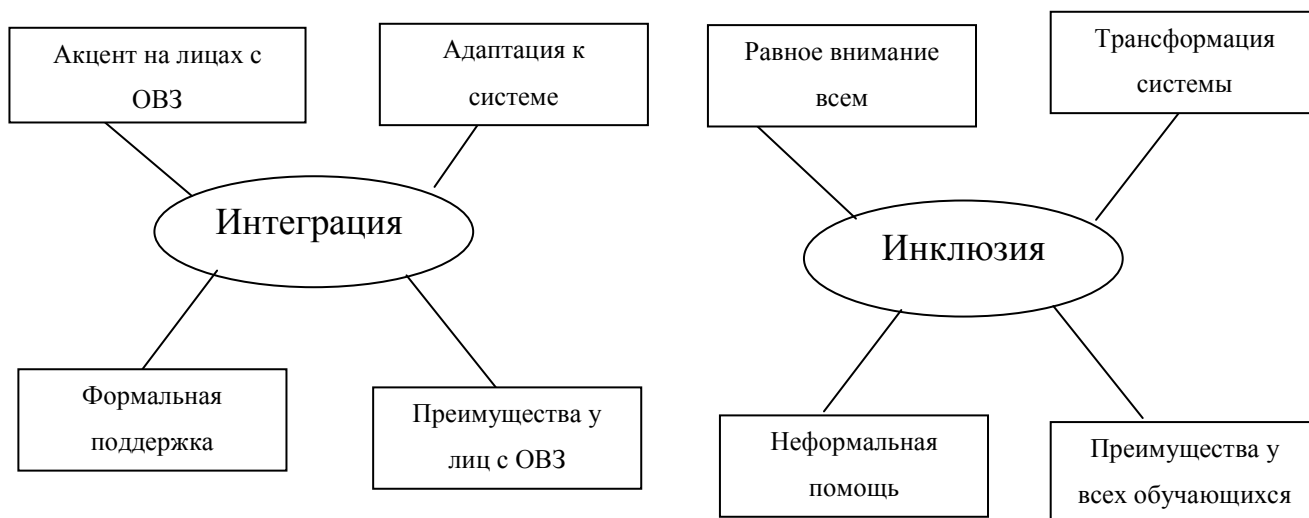 Акцент на лицах с
ОВЗ
Адаптация к
системе
Интеграция
Формальная
поддержка
Преимущества у
лиц с ОВЗ
Равное внимание
всем
Трансформация
системы
Инклюзия
Неформальная
помощь
Преимущества у
всех обучающихся